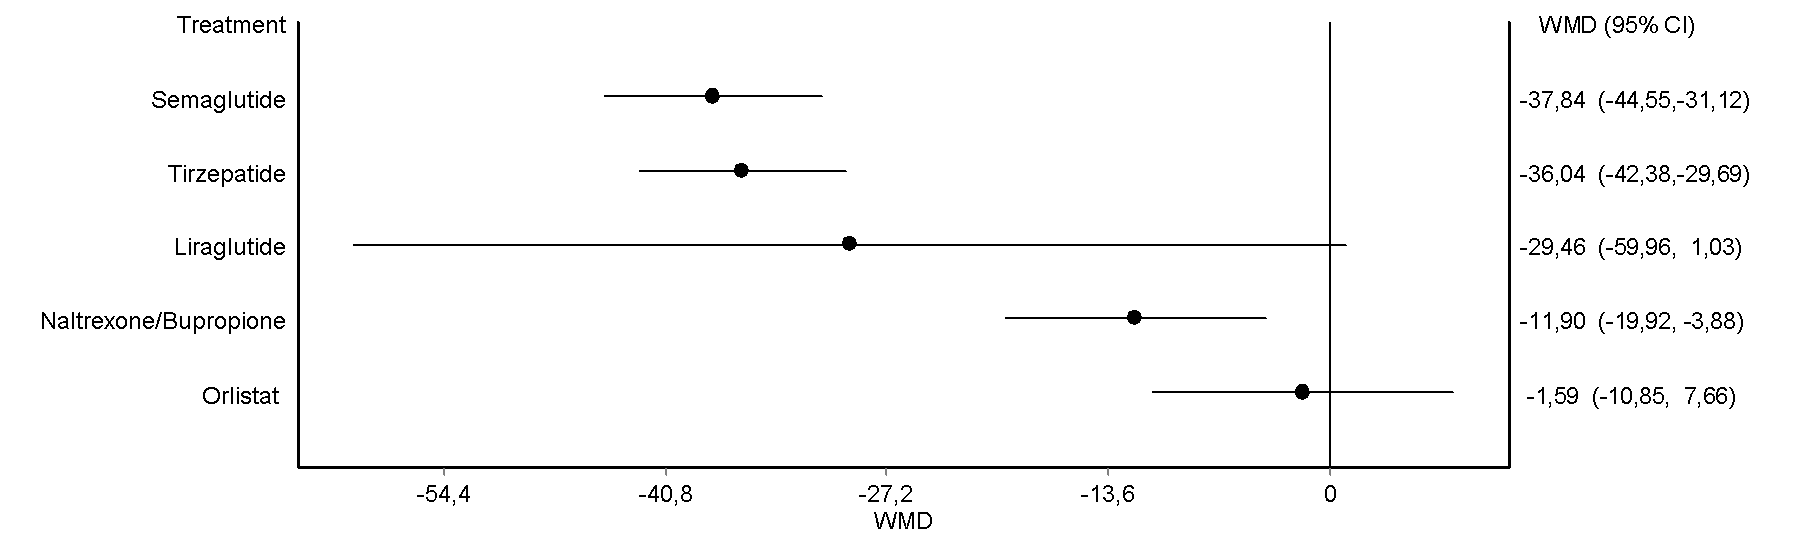 Treatment WMD (95% CI)
Semaglutide -37,84 (-44,55,-31,12)
Tirzepatide -36,04 (-42,38,-29,69)
Liraglutide -29,46 (-59,96, 1,03)
Naltrexone/Bupropione -11,90 (-19,92, -3,88)
Orlistat -1,59 (-10,85, 7,66)
-54,4 -40,8 -27,2 -13,6 0
WMD